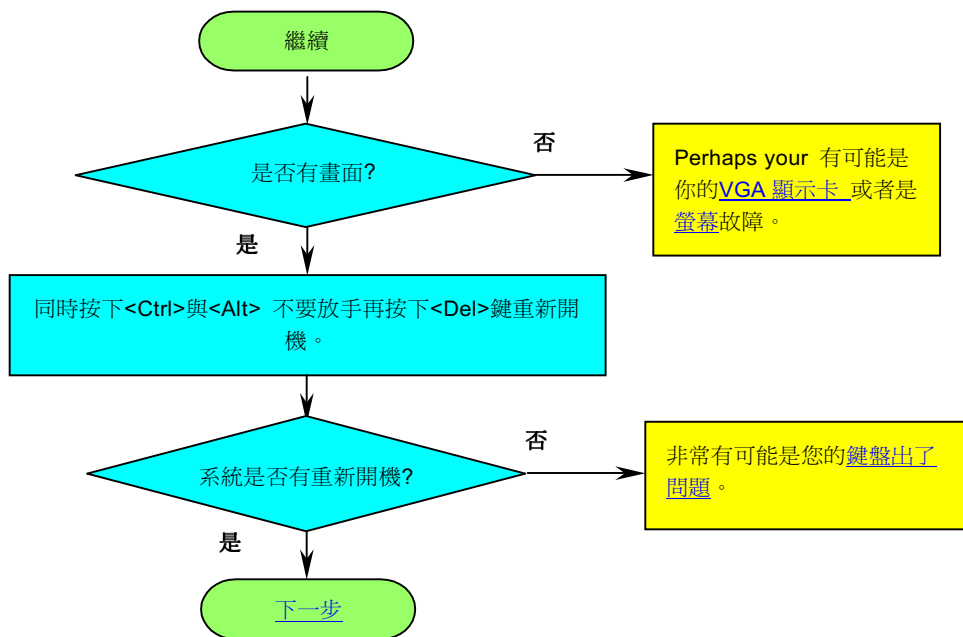 繼續
是否有畫面?
否
Perhaps your 有可能是
你的VGA 顯示卡 或者是
螢幕故障。
是
同時按下<Ctrl>與<Alt> 不要放手再按下<Del>鍵重新開
機。
系統是否有重新開機?
否
非常有可能是您的鍵盤出了
問題。
是
下一步